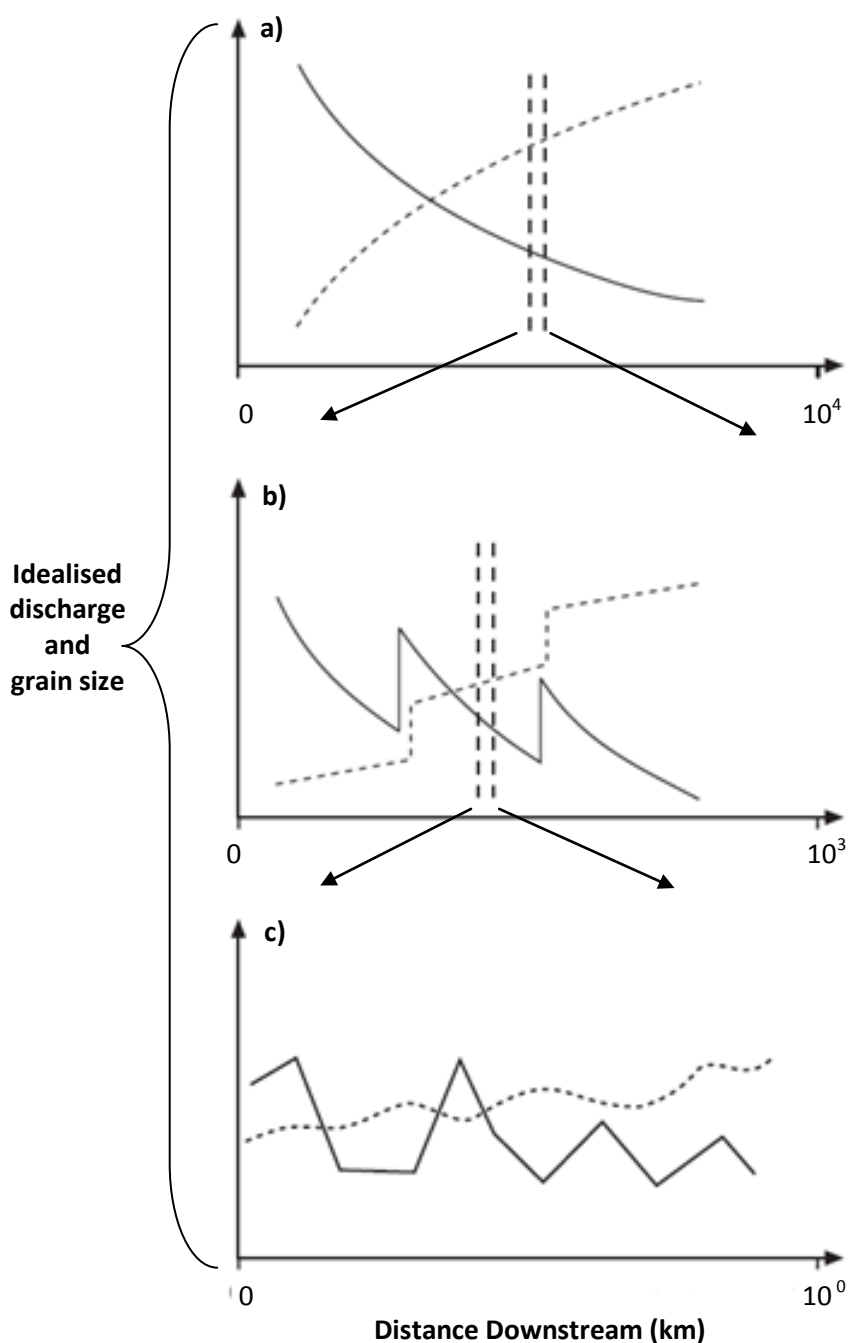 a)
0
10⁴
b)
Idealised
discharge
and
grain size
0
10³
c)
0
10⁰
Distance Downstream (km)